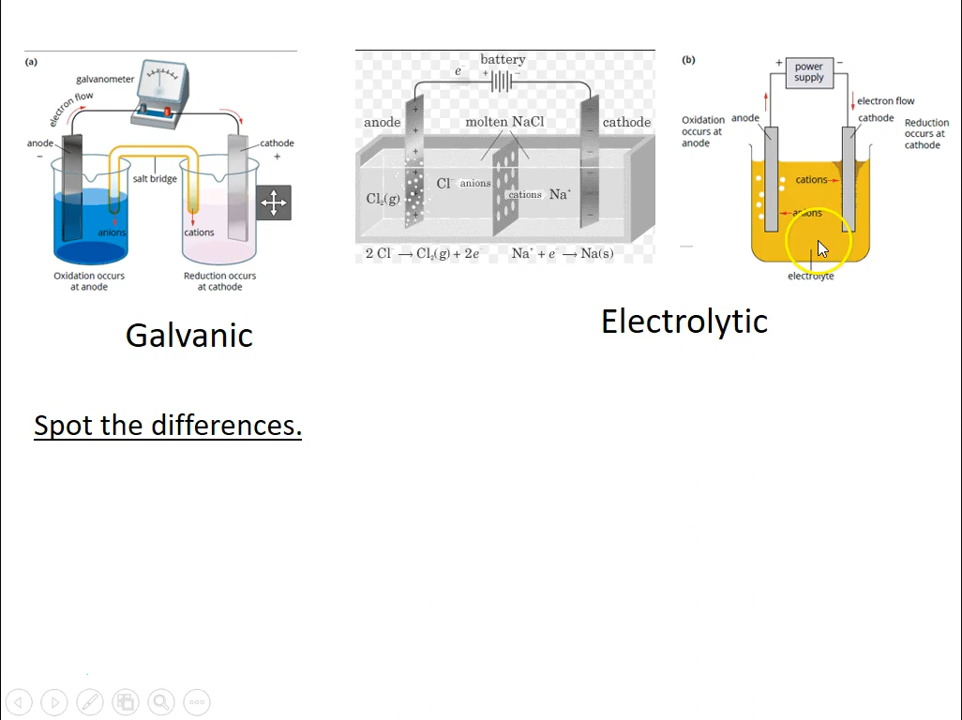 (a)
galvanometer
electron flow
anode
−
cathode
+
salt bridge
anions
cations
Oxidation occurs
at anode
Reduction occurs
at cathode
Galvanic
battery
e⁻
+ −
anode
molten NaCl
cathode
Cl⁻ anions
cations Na⁺
Cl₂(g)
2 Cl⁻ → Cl₂(g) + 2e⁻
Na⁺ + e⁻ → Na(s)
(b)
+ power −
supply
electron flow
Oxidation
occurs at
anode
anode
cathode
Reduction
occurs at
cathode
cations
anions
electrolyte
Electrolytic
Spot the differences.